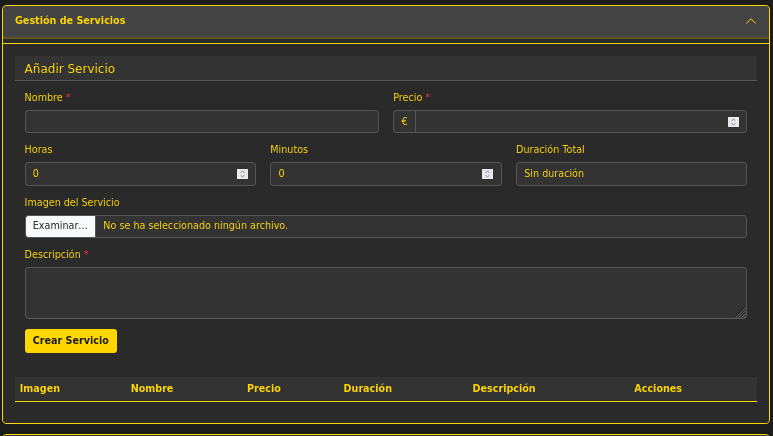 Gestión de Servicios
Añadir Servicio
Nombre * Precio *
€
Horas Minutos Duración Total
0 0 Sin duración
Imagen del Servicio
Examinar... No se ha seleccionado ningún archivo.
Descripción *
Crear Servicio
Imagen Nombre Precio Duración Descripción Acciones